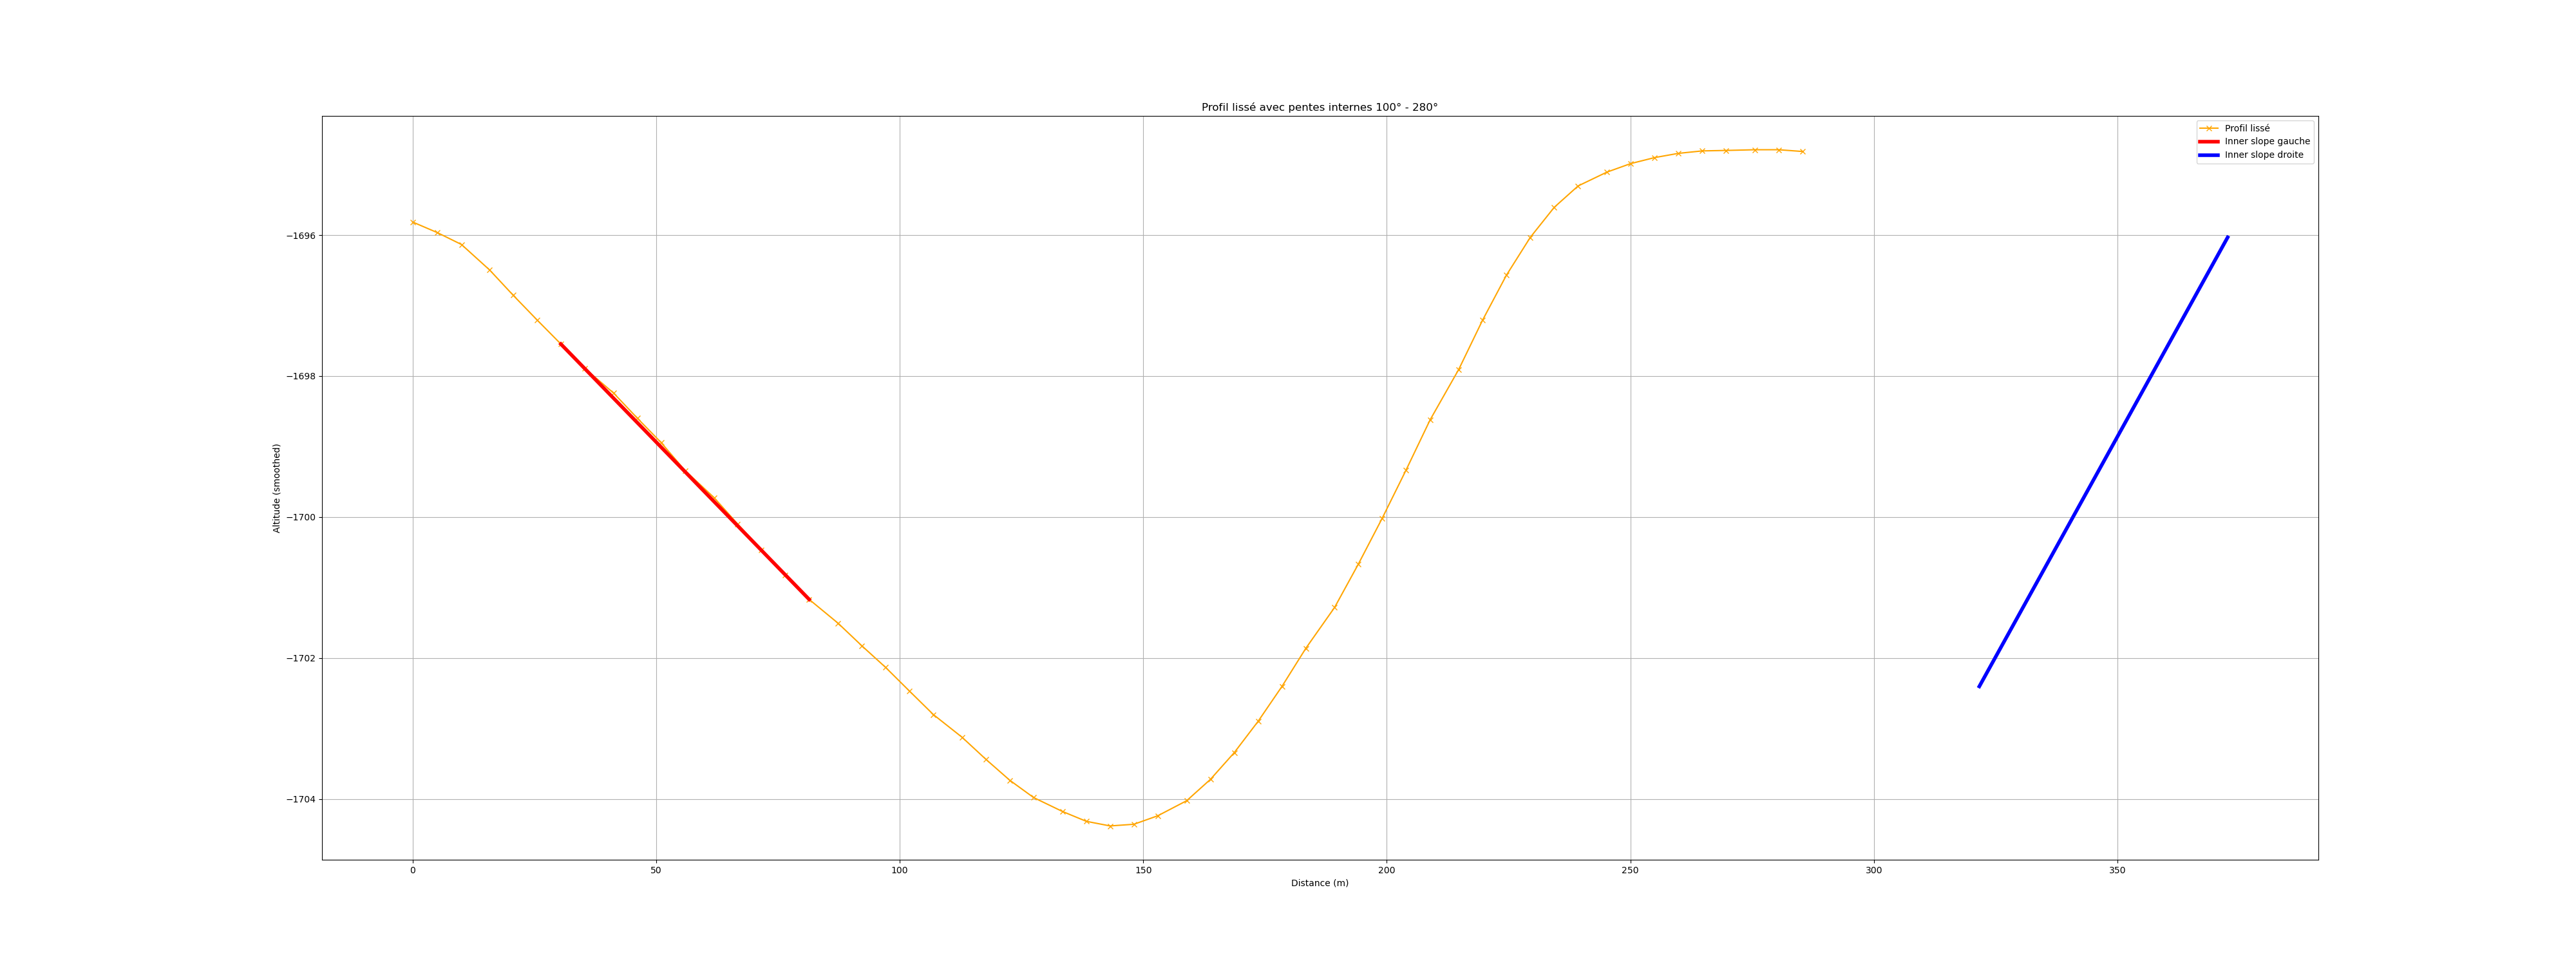 Profil lissé avec pentes internes 100° - 280°
Profil lissé
Inner slope gauche
Inner slope droite
Altitude (smoothed)
−1696
−1698
−1700
−1702
−1704
0 50 100 150 200 250 300 350
Distance (m)